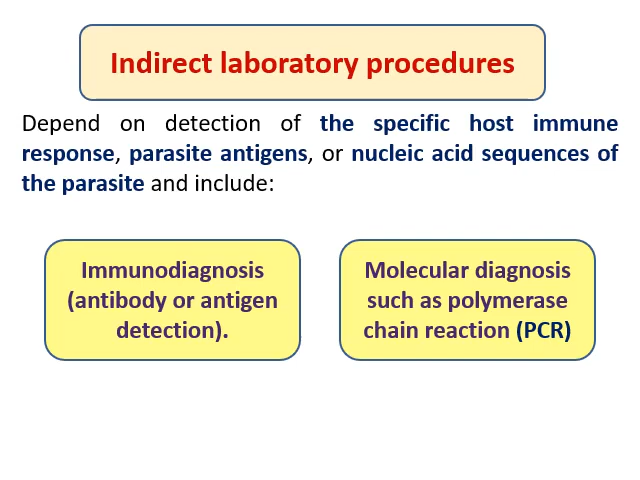 Indirect laboratory procedures
Depend on detection of the specific host immune
response, parasite antigens, or nucleic acid sequences of
the parasite and include:
Immunodiagnosis
(antibody or antigen
detection).
Molecular diagnosis
such as polymerase
chain reaction (PCR)